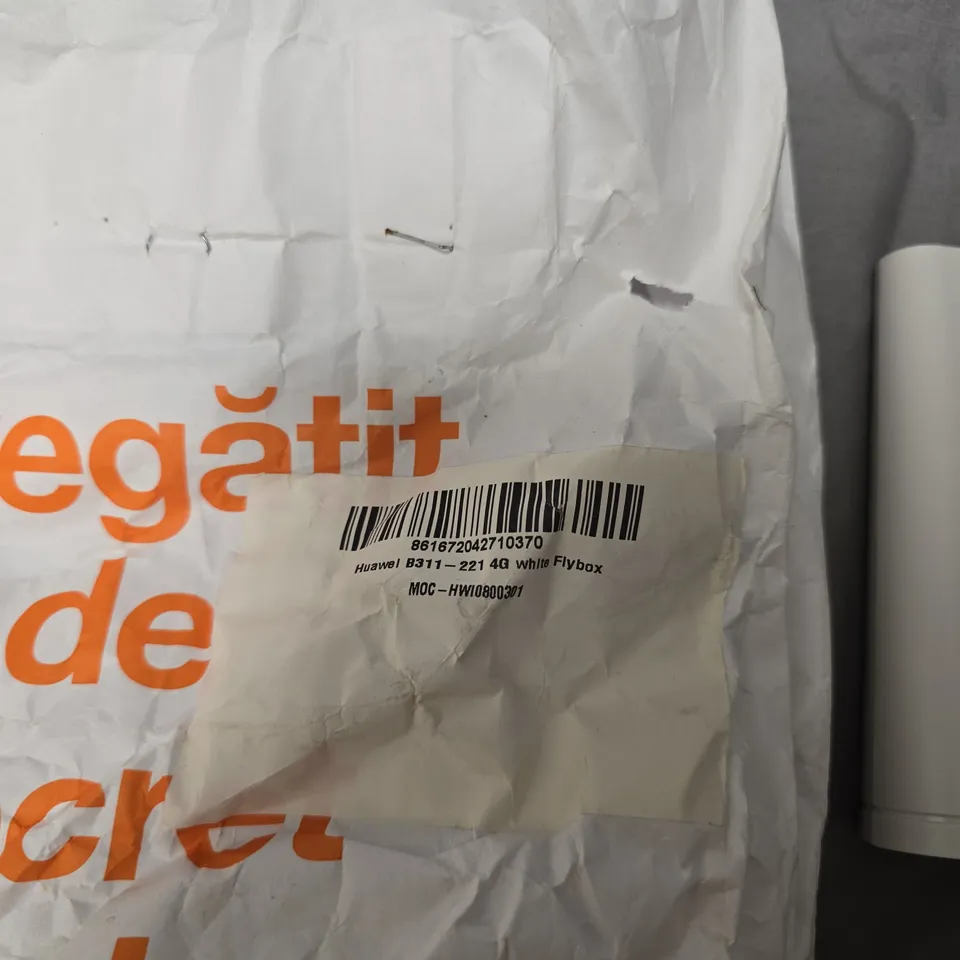 egătit
de
861672042710370
Huawei B311-221 4G White Flybox
MOC-HWI0800301